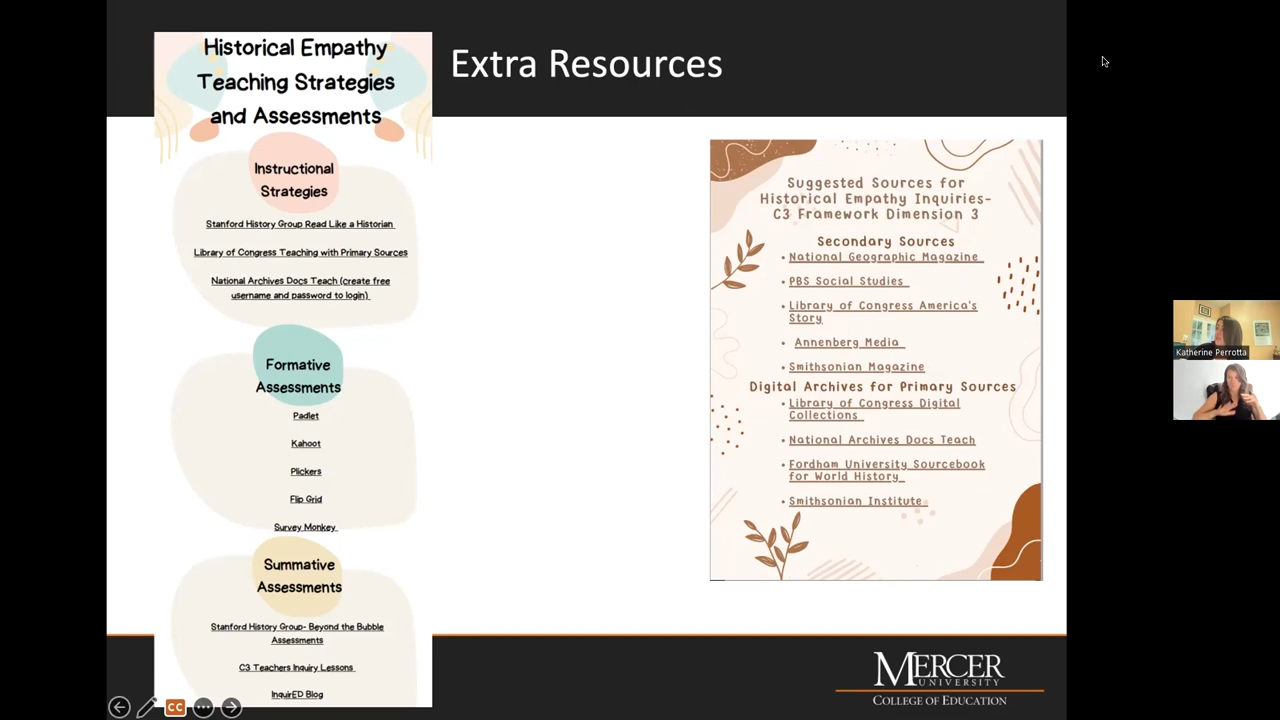 Extra Resources
Historical Empathy
Teaching Strategies
and Assessments
Instructional
Strategies
Stanford History Group Read Like a Historian
Library of Congress Teaching with Primary Sources
National Archives Docs Teach (create free
username and password to login)
Formative
Assessments
Padlet
Kahoot
Plickers
Flip Grid
Survey Monkey
Summative
Assessments
Stanford History Group- Beyond the Bubble
Assessments
C3 Teachers Inquiry Lessons
InquirED Blog
Suggested Sources for
Historical Empathy Inquiries-
C3 Framework Dimension 3
Secondary Sources
• National Geographic Magazine
• PBS Social Studies
• Library of Congress America's
Story
• Annenberg Media
• Smithsonian Magazine
Digital Archives for Primary Sources
• Library of Congress Digital
Collections
• National Archives Docs Teach
• Fordham University Sourcebook
for World History
• Smithsonian Institute
Katherine Perrotta
CC
MERCER
UNIVERSITY
COLLEGE OF EDUCATION